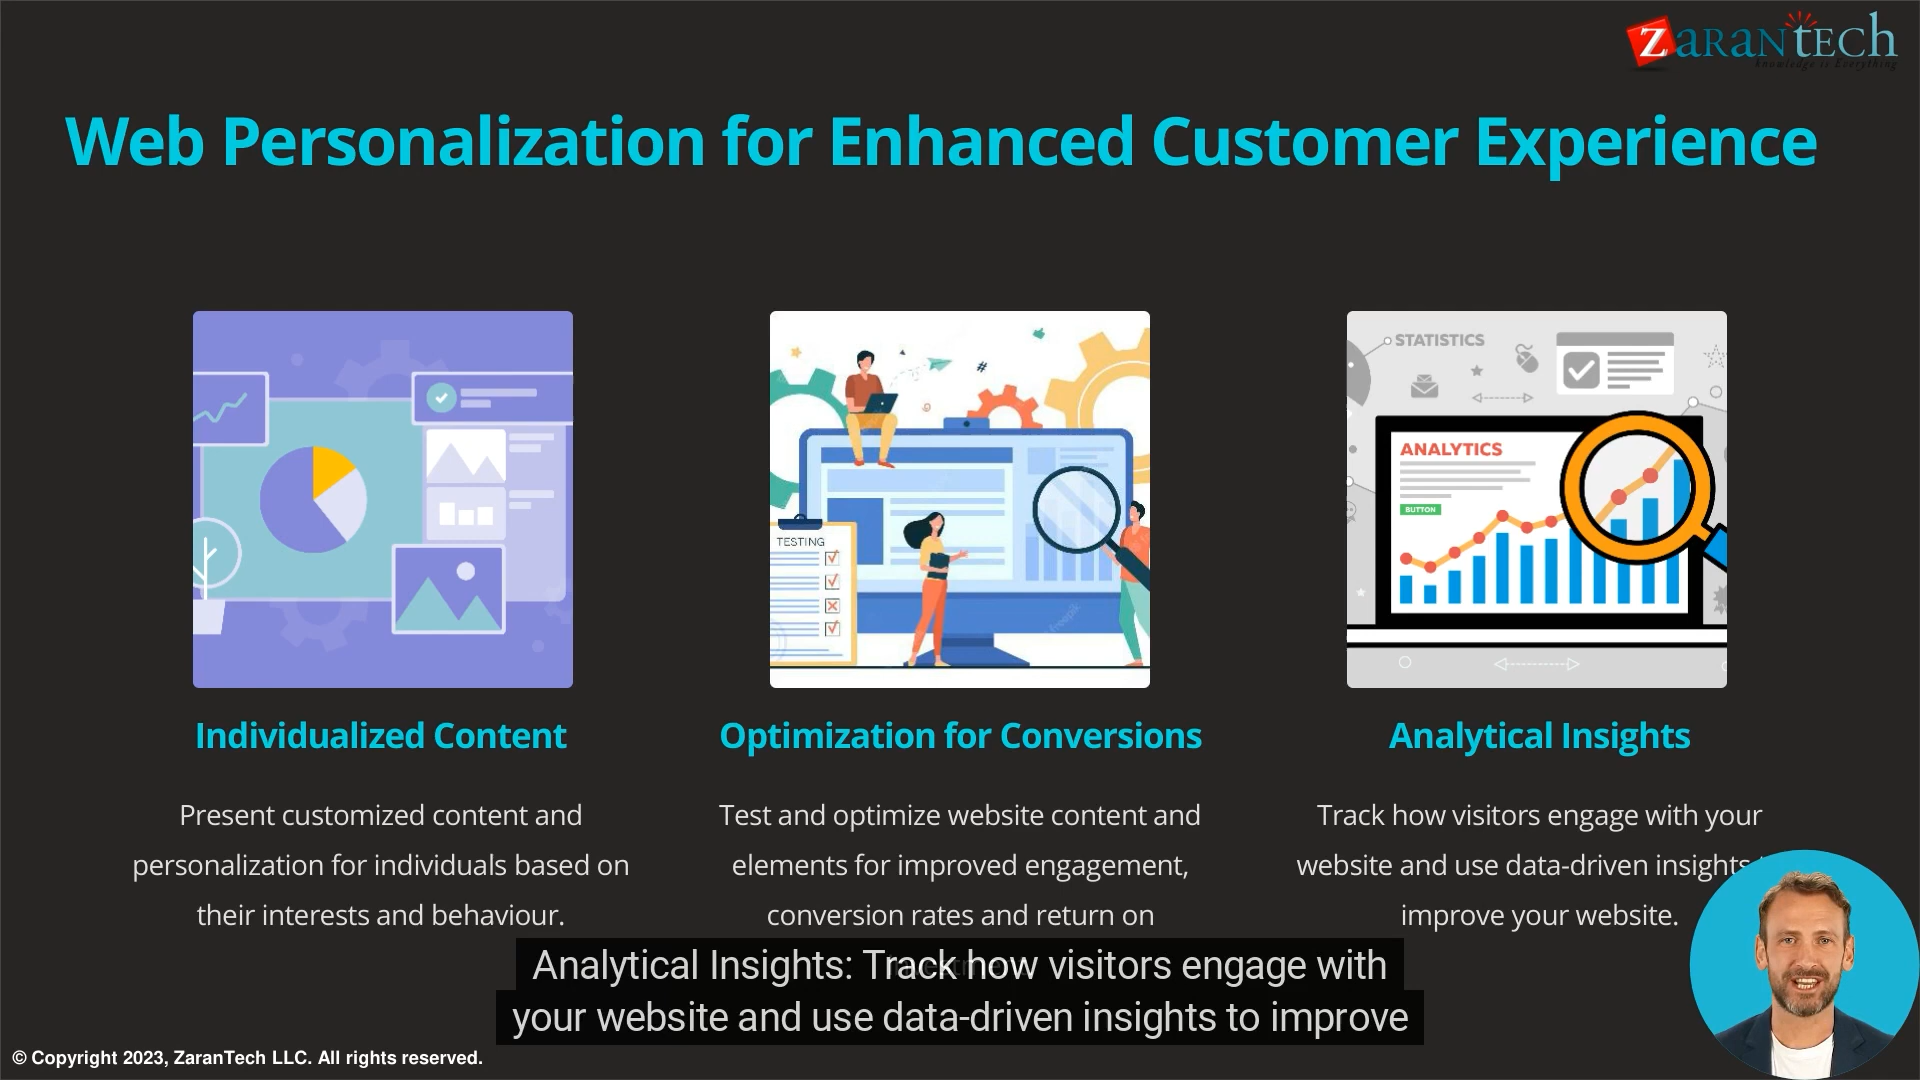 ZaranTech
knowledge is Everything
Web Personalization for Enhanced Customer Experience
STATISTICS
ANALYTICS
BUTTON
TESTING
#
Individualized Content
Present customized content and
personalization for individuals based on
their interests and behaviour.
Optimization for Conversions
Test and optimize website content and
elements for improved engagement,
conversion rates and return on
Analytical Insights
Track how visitors engage with your
website and use data-driven insights
improve your website.
Analytical Insights: Track how visitors engage with
your website and use data-driven insights to improve
© Copyright 2023, ZaranTech LLC. All rights reserved.